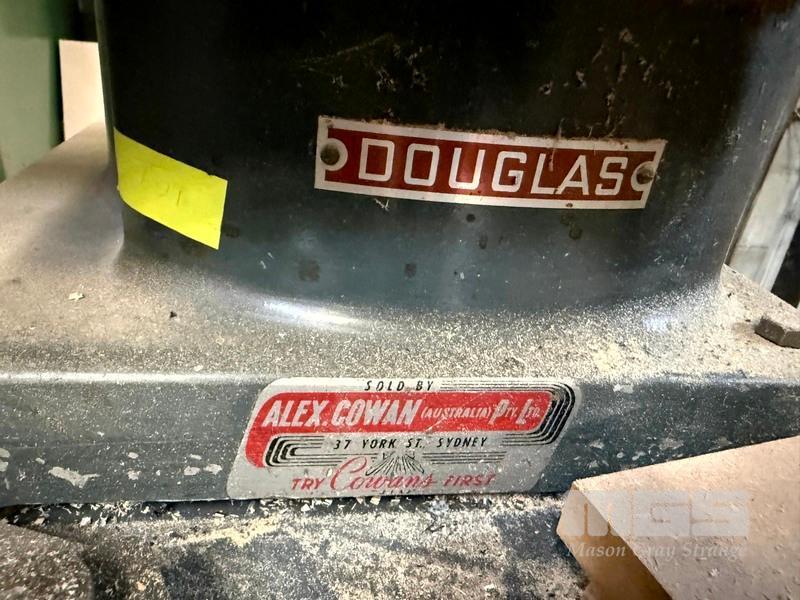 DOUGLAS
SOLD BY
ALEX. COWAN (AUSTRALIA) PTY. LTD.
37 YORK ST. SYDNEY
TRY Cowans FIRST
MGS
Mason Gray Strange